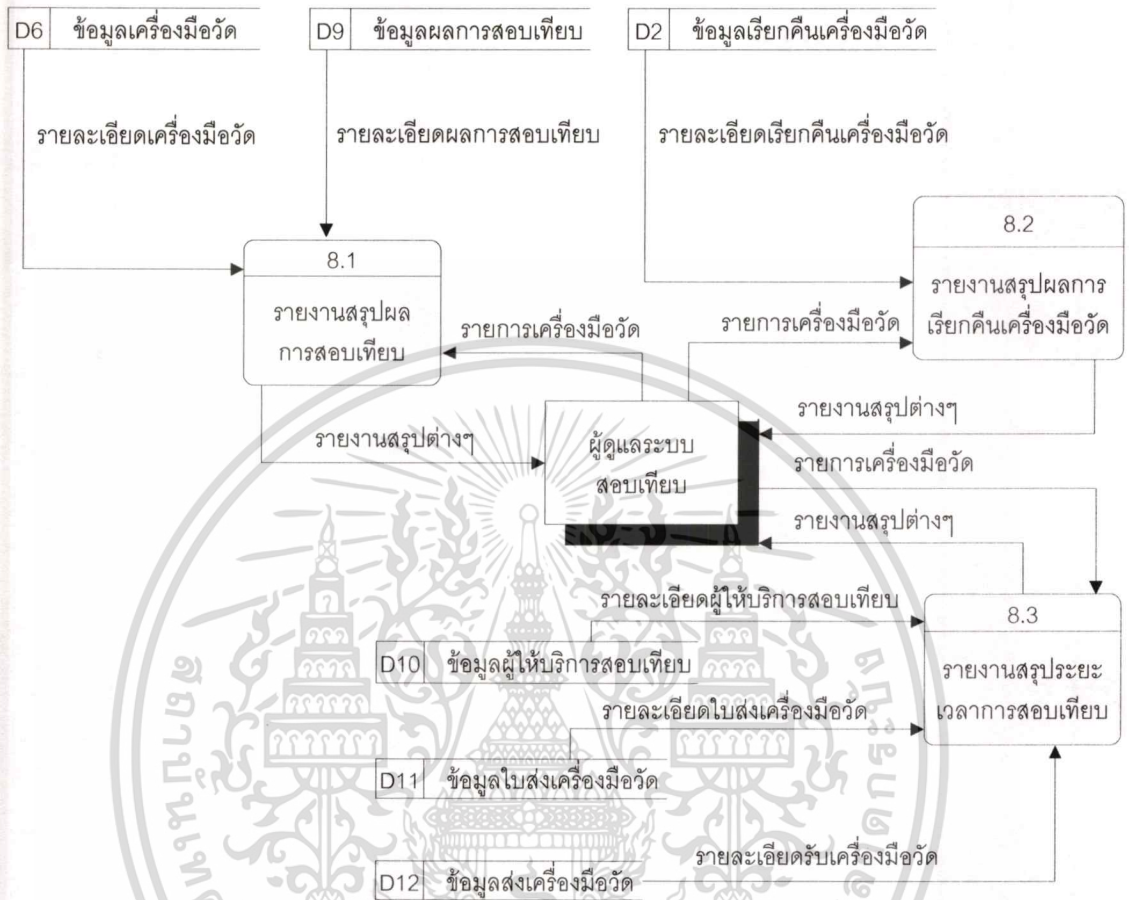 D6 ข้อมูลเครื่องมือวัด
D9 ข้อมูลผลการสอบเทียบ
D2 ข้อมูลเรียกคืนเครื่องมือวัด
รายละเอียดเครื่องมือวัด
รายละเอียดผลการสอบเทียบ
รายละเอียดเรียกคืนเครื่องมือวัด
8.1
รายงานสรุปผล
การสอบเทียบ
8.2
รายงานสรุปผลการ
เรียกคืนเครื่องมือวัด
รายการเครื่องมือวัด
รายการเครื่องมือวัด
รายงานสรุปต่างๆ
ผู้ดูแลระบบ
สอบเทียบ
รายงานสรุปต่างๆ
รายการเครื่องมือวัด
รายงานสรุปต่างๆ
รายละเอียดผู้ให้บริการสอบเทียบ
8.3
รายงานสรุประยะ
เวลาการสอบเทียบ
D10 ข้อมูลผู้ให้บริการสอบเทียบ
รายละเอียดใบส่งเครื่องมือวัด
D11 ข้อมูลใบส่งเครื่องมือวัด
รายละเอียดรับเครื่องมือวัด
D12 ข้อมูลส่งเครื่องมือวัด